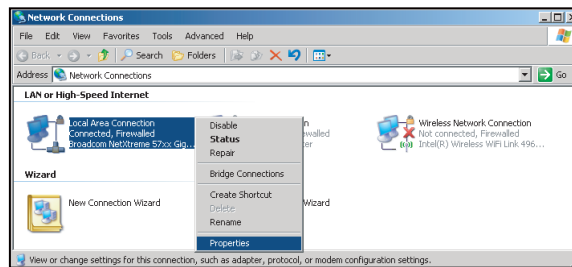 Network Connections
File Edit View Favorites Tools Advanced Help
Back Search Folders
Address Network Connections Go
LAN or High-Speed Internet
Local Area Connection
Connected, Firewalled
Broadcom NetXtreme 57xx Gig...
n
ewalled
ter
Wireless Network Connection
Not connected, Firewalled
Intel(R) Wireless WiFi Link 496...
Disable
Status
Repair
Bridge Connections
Create Shortcut
Delete
Rename
Properties
Wizard
New Connection Wizard
Wizard
View or change settings for this connection, such as adapter, protocol, or modem configuration settings.